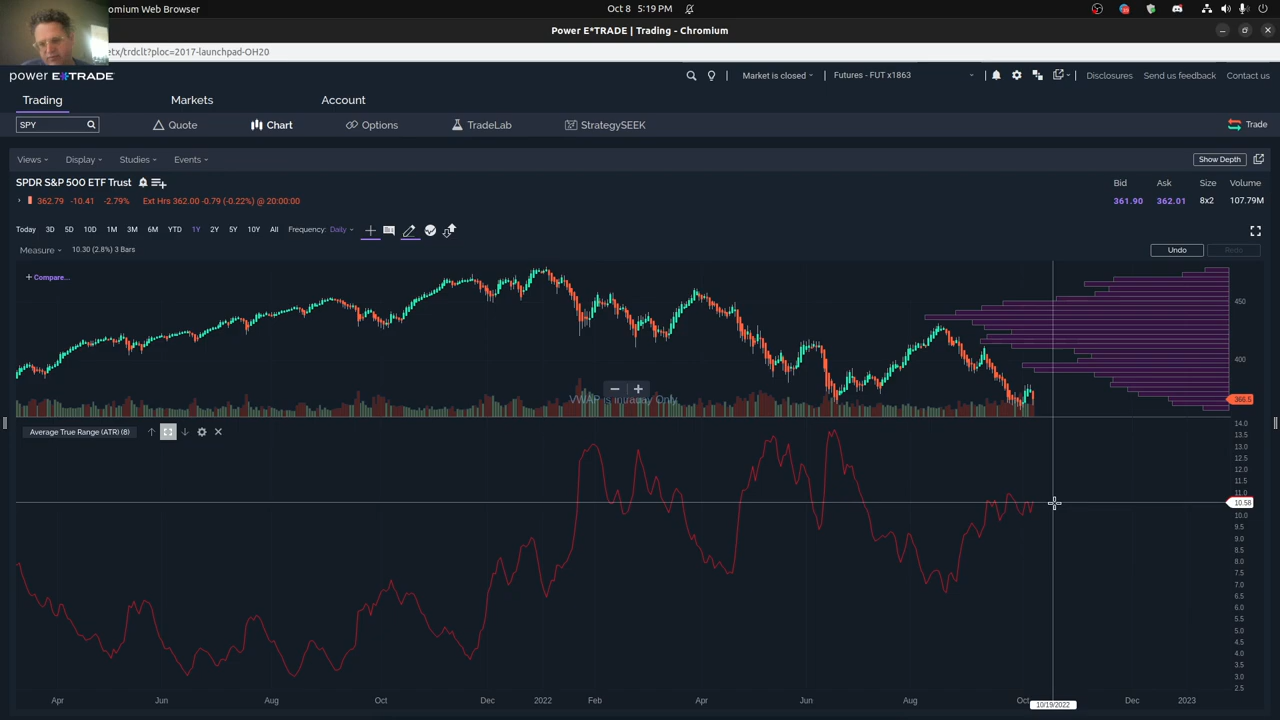 omium Web Browser
Oct 8 5:19 PM
Power E*TRADE | Trading - Chromium
etx/trdclt?ploc=2017-launchpad-OH20
power E*TRADE
Market is closed
Futures - FUT x1863
Disclosures Send us feedback Contact us
Trading Markets Account
SPY
Quote Chart Options TradeLab StrategySEEK
Trade
Views Display Studies Events
Show Depth
SPDR S&P 500 ETF Trust
Bid Ask Size Volume
362.79 -10.41 -2.79% Ext Hrs 362.00 -0.79 (-0.22%) @ 20:00:00
361.90 362.01 8x2 107.79M
Today 3D 5D 10D 1M 3M 6M YTD 1Y 2Y 5Y 10Y All Frequency: Daily
Measure 10.30 (2.8%) 3 Bars
Undo Redo
+ Compare...
450
400
VWAP is Intraday Only
366.5
Average True Range (ATR) (8)
14.0
13.5
13.0
12.5
12.0
11.5
11.0
10.58
10.0
9.5
9.0
8.5
8.0
7.5
7.0
6.5
6.0
5.5
5.0
4.5
4.0
3.5
3.0
2.5
Apr Jun Aug Oct Dec 2022 Feb Apr Jun Aug Oct Dec 2023
10/19/2022